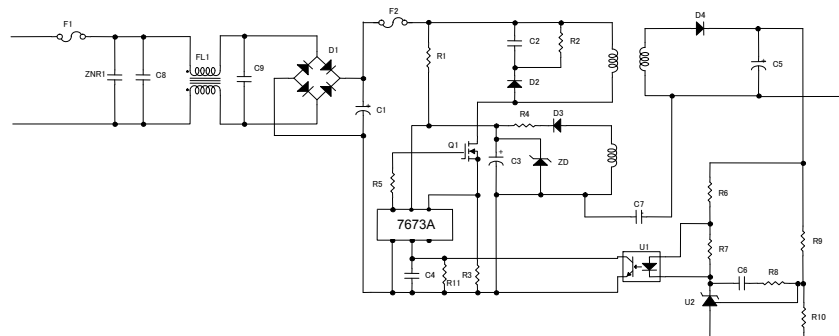 F1
F2
D4
ZNR1
C8
FL1
C9
D1
C1
R1
C2
R2
D2
C5
R4
D3
Q1
C3
ZD
R5
7673A
C7
R6
R9
R7
U1
C4
R11
R3
C6
R8
U2
R10